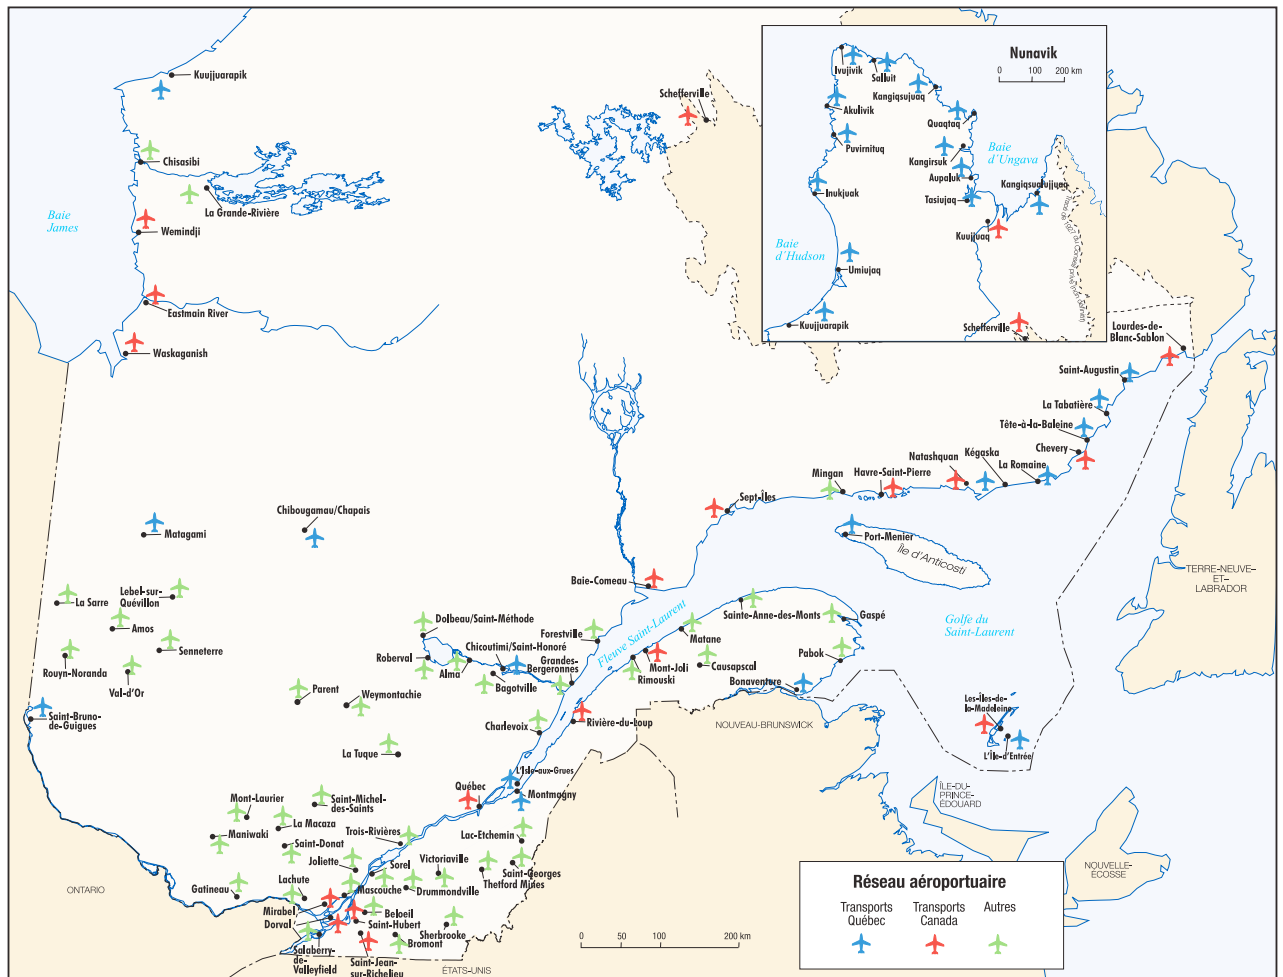 Kuujjuarapik
Chisasibi
La Grande-Rivière
Baie
James
Wemindji
Eastmain River
Waskaganish
Schefferville
Nunavik
0 100 200 km
Ivujivik
Salluit
Kangiqsujuaq
Akulivik
Quaqtaq
Puvirnituq
Kangirsuk
Baie
d'Ungava
Aupaluk
Kangiqsualujjuaq
Inukjuak
Tasiujaq
Kuujjuaq
Baie
d'Hudson
Umiujaq
Kuujjuarapik
Schefferville
Tracé de 1927 du Conseil privé (non définitif)
Lourdes-de-
Blanc-Sablon
Saint-Augustin
La Tabatière
Tête-à-la-Baleine
Chevery
La Romaine
Kégaska
Natashquan
Havre-Saint-Pierre
Mingan
Sept-Îles
Port-Menier
Île d'Anticosti
TERRE-NEUVE-
ET-
LABRADOR
Golfe du
Saint-Laurent
Matagami
Chibougamau/Chapais
Baie-Comeau
La Sarre
Lebel-sur-
Quévillon
Amos
Senneterre
Rouyn-Noranda
Val-d'Or
Saint-Bruno-
de-Guigues
Dolbeau/Saint-Méthode
Forestville
Chicoutimi/Saint-Honoré
Roberval
Alma
Bagotville
Grandes-
Bergeronnes
Fleuve Saint-Laurent
Sainte-Anne-des-Monts
Gaspé
Matane
Mont-Joli
Rimouski
Causapscal
Pabok
Bonaventure
Parent
Weymontachie
Charlevoix
Rivière-du-Loup
NOUVEAU-BRUNSWICK
Les-Îles-de-
la-Madeleine
L'Île-d'Entrée
La Tuque
L'Isle-aux-Grues
Québec
Montmagny
ÎLE-DU-
PRINCE-
ÉDOUARD
Mont-Laurier
Saint-Michel
des-Saints
La Macaza
Maniwaki
Saint-Donat
Trois-Rivières
Lac-Etchemin
Joliette
Sorel
Victoriaville
Saint-Georges
Thetford Mines
Lachute
Mascouche
Drummondville
Gatineau
ONTARIO
Mirabel
Dorval
Beloeil
Saint-Hubert
Sherbrooke
Bromont
Salaberry-
de-
Valleyfield
Saint-Jean-
sur-Richelieu
ÉTATS-UNIS
0 50 100 200 km
NOUVELLE-
ÉCOSSE
Réseau aéroportuaire
Transports
Québec
Transports
Canada
Autres